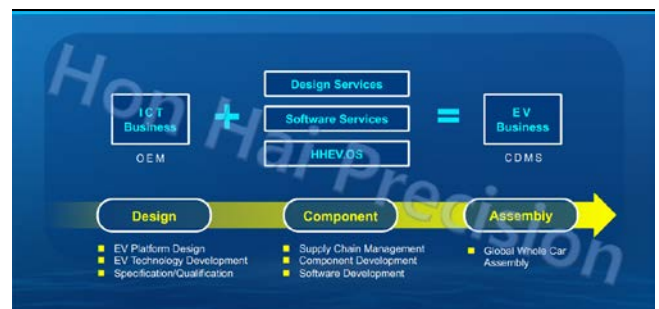 Hon Hai Precision
Design Services
ICT
Business
+
Software Services
=
EV
Business
HHEV.OS
OEM
CDMS
Design
Component
Assembly
EV Platform Design
EV Technology Development
Specification/Qualification
Supply Chain Management
Component Development
Software Development
Global Whole Car
Assembly